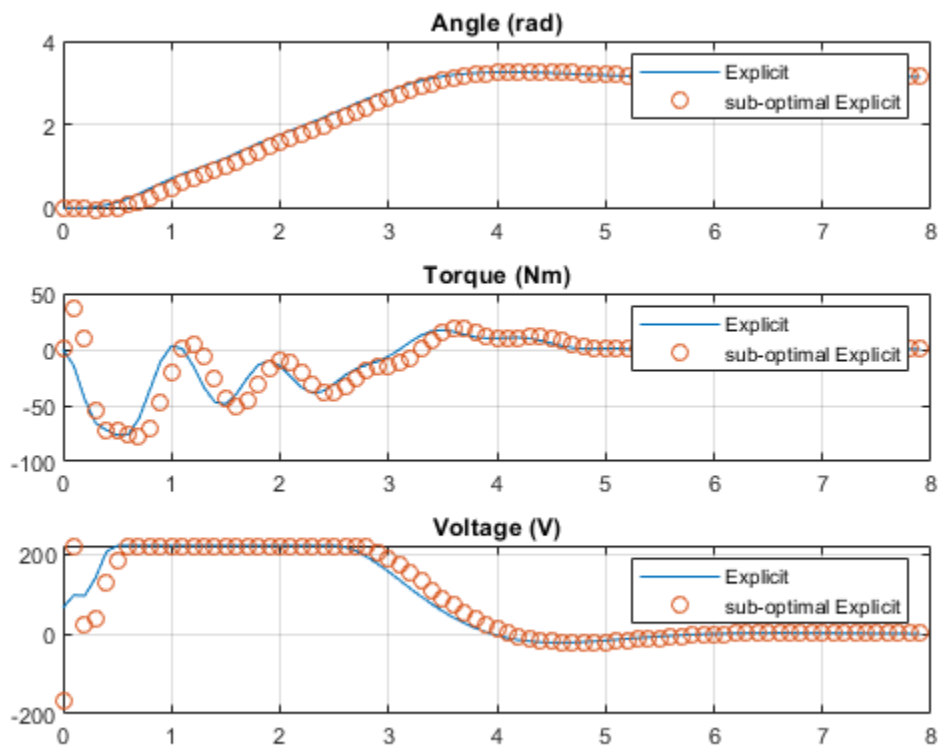 Angle (rad)
4
2
0
Explicit
sub-optimal Explicit
0 1 2 3 4 5 6 7 8
Torque (Nm)
50
0
-50
-100
Explicit
sub-optimal Explicit
0 1 2 3 4 5 6 7 8
Voltage (V)
200
0
-200
Explicit
sub-optimal Explicit
0 1 2 3 4 5 6 7 8